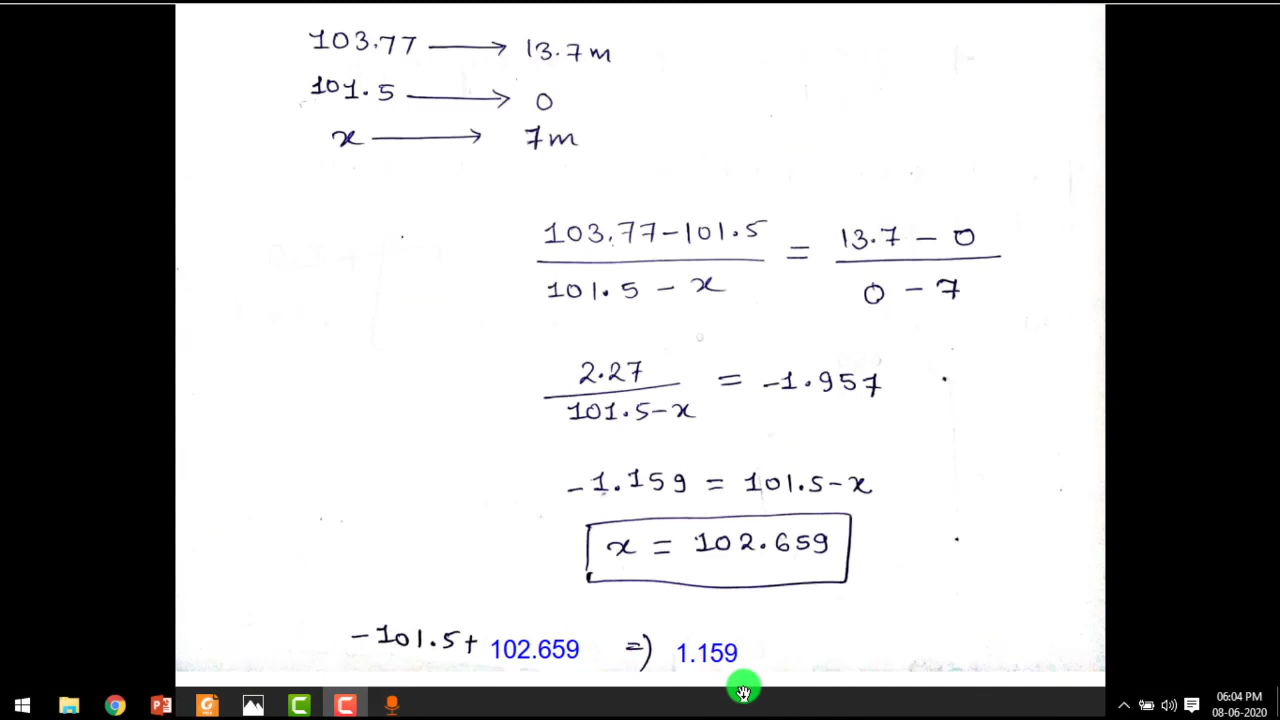 103.77 ⟶ 13.7m
101.5 ⟶ 0
x ⟶ 7m
103.77-101.5 / 101.5 - x = 13.7 - 0 / 0 - 7
2.27 / 101.5-x = -1.957
-1.159 = 101.5-x
x = 102.659
-101.5+ 102.659 =) 1.159
06:04 PM
08-06-2020